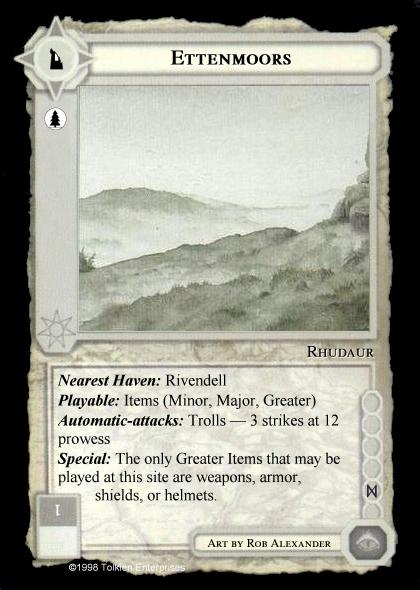 ETTENMOORS
RHUDAUR
Nearest Haven: Rivendell
Playable: Items (Minor, Major, Greater)
Automatic-attacks: Trolls — 3 strikes at 12
prowess
Special: The only Greater Items that may be
played at this site are weapons, armor,
shields, or helmets.
1
ART BY ROB ALEXANDER
©1998 Tolkien Enterprises